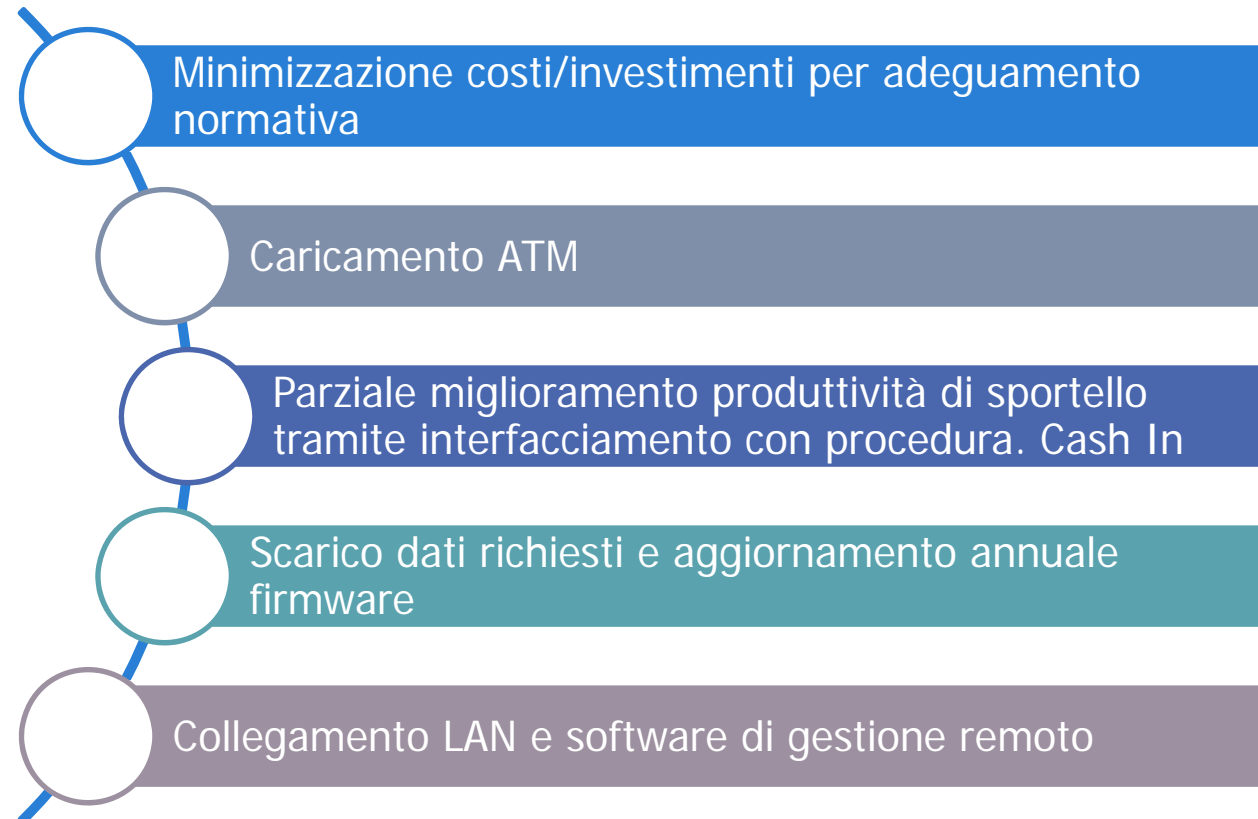 Minimizzazione costi/investimenti per adeguamento
normativa
Caricamento ATM
Parziale miglioramento produttività di sportello
tramite interfacciamento con procedura. Cash In
Scarico dati richiesti e aggiornamento annuale
firmware
Collegamento LAN e software di gestione remoto